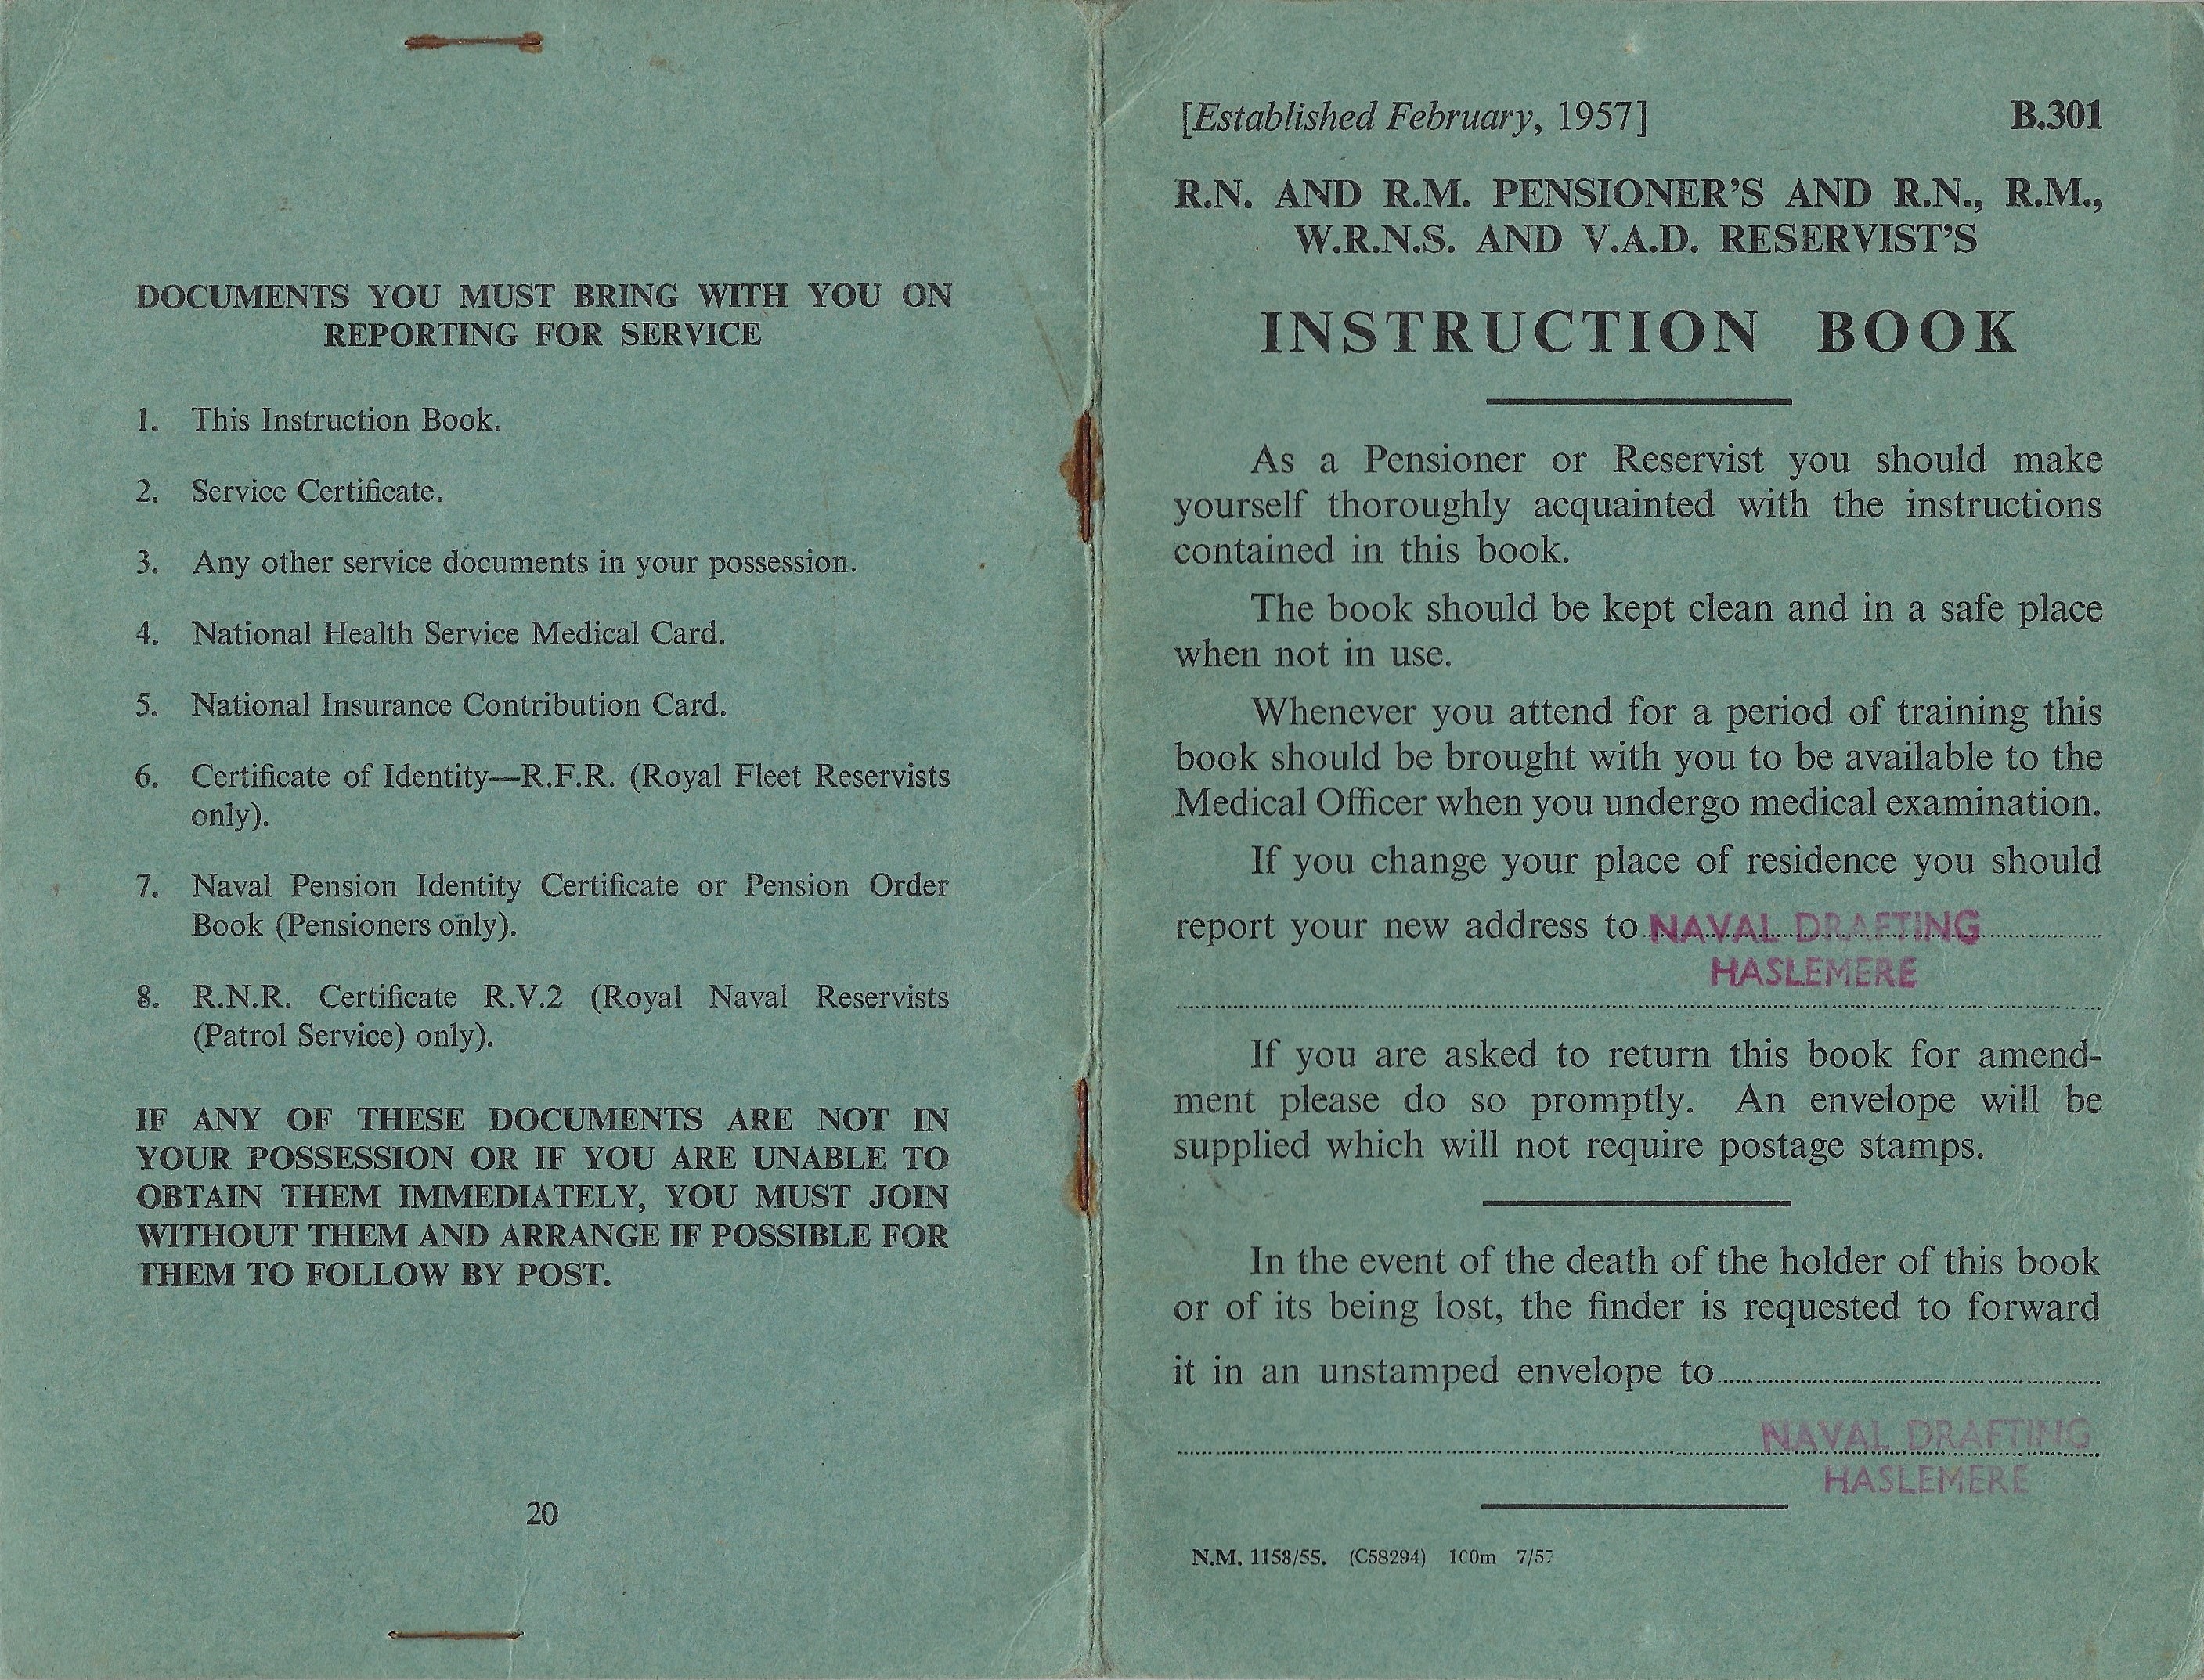 DOCUMENTS YOU MUST BRING WITH YOU ON
REPORTING FOR SERVICE
1. This Instruction Book.
2. Service Certificate.
3. Any other service documents in your possession.
4. National Health Service Medical Card.
5. National Insurance Contribution Card.
6. Certificate of Identity—R.F.R. (Royal Fleet Reservists
only).
7. Naval Pension Identity Certificate or Pension Order
Book (Pensioners only).
8. R.N.R. Certificate R.V.2 (Royal Naval Reservists
(Patrol Service) only).
IF ANY OF THESE DOCUMENTS ARE NOT IN
YOUR POSSESSION OR IF YOU ARE UNABLE TO
OBTAIN THEM IMMEDIATELY, YOU MUST JOIN
WITHOUT THEM AND ARRANGE IF POSSIBLE FOR
THEM TO FOLLOW BY POST.
20
[Established February, 1957] B.301
R.N. AND R.M. PENSIONER'S AND R.N., R.M.,
W.R.N.S. AND V.A.D. RESERVIST'S
INSTRUCTION BOOK
As a Pensioner or Reservist you should make
yourself thoroughly acquainted with the instructions
contained in this book.
The book should be kept clean and in a safe place
when not in use.
Whenever you attend for a period of training this
book should be brought with you to be available to the
Medical Officer when you undergo medical examination.
If you change your place of residence you should
report your new address to NAVAL DRAFTING
HASLEMERE
If you are asked to return this book for amend-
ment please do so promptly. An envelope will be
supplied which will not require postage stamps.
In the event of the death of the holder of this book
or of its being lost, the finder is requested to forward
it in an unstamped envelope to
NAVAL DRAFTING
HASLEMERE
N.M. 1158/55. (C58294) 100m 7/57